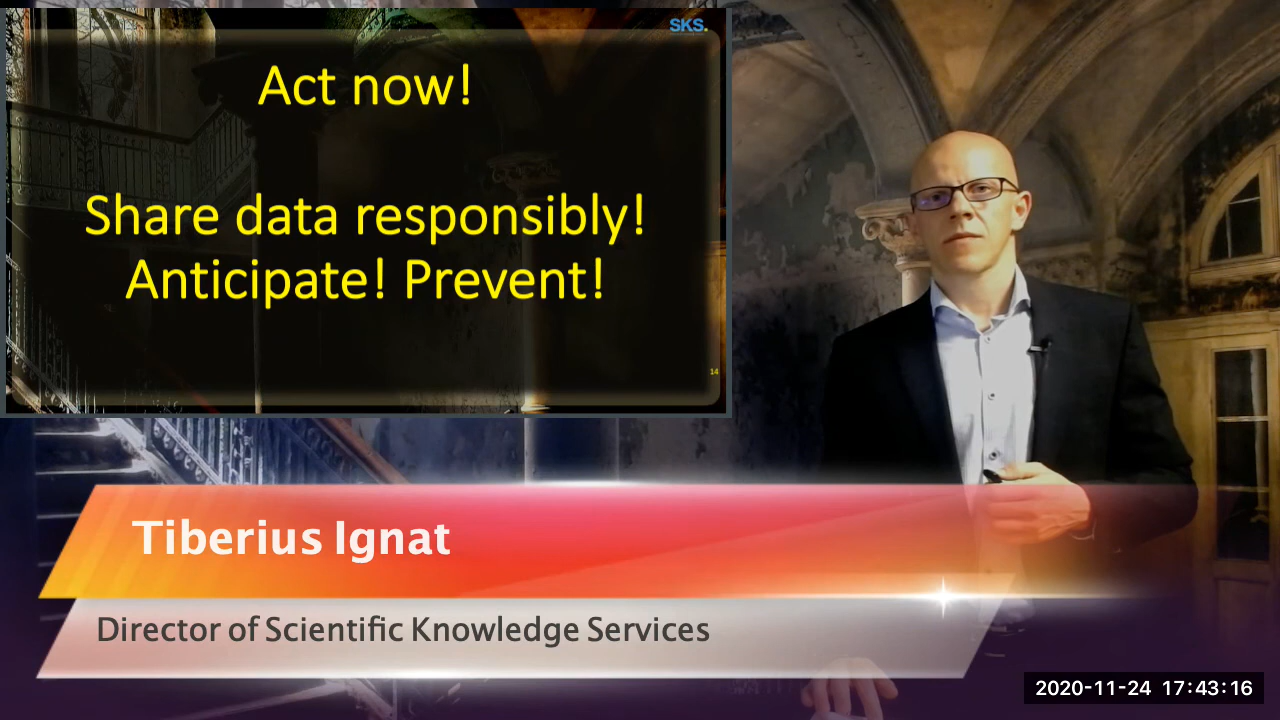 SKS.
Act now!
Share data responsibly!
Anticipate! Prevent!
14
Tiberius Ignat
Director of Scientific Knowledge Services
2020-11-24 17:43:16